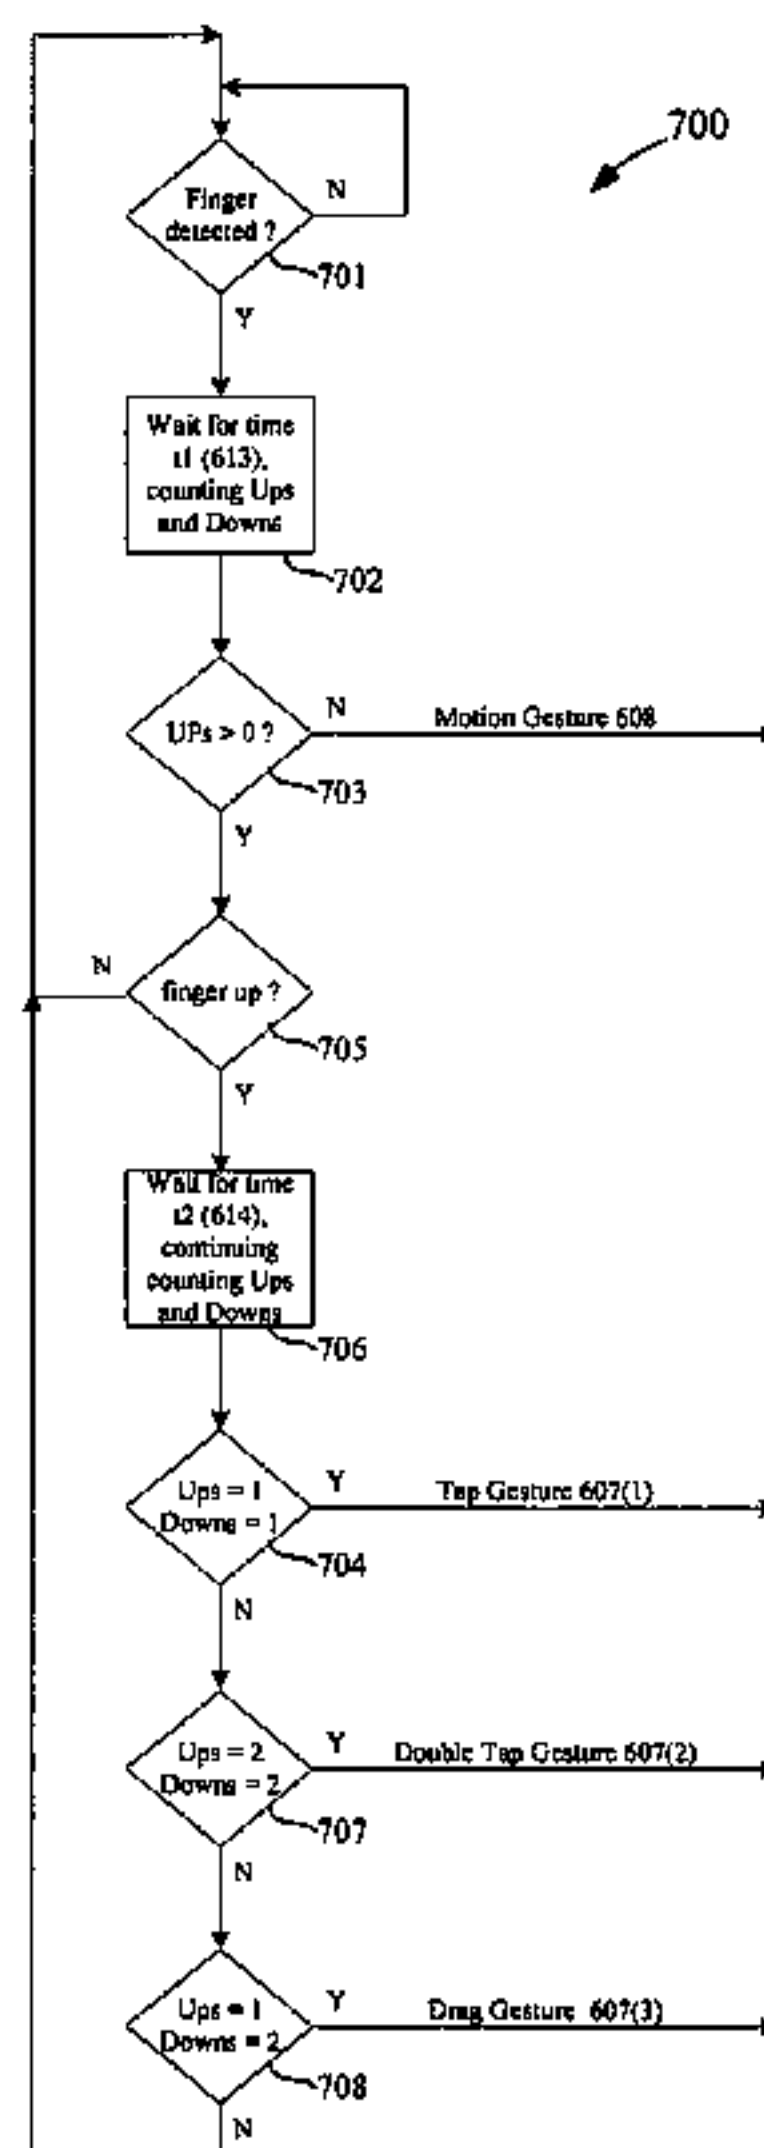 700
Finger
detected ?
N
701
Y
Wait for time
t1 (613),
counting Ups
and Downs
702
UPs > 0 ?
N
Motion Gesture 608
703
Y
finger up ?
N
705
Y
Wait for time
t2 (614),
continuing
counting Ups
and Downs
706
Ups = 1
Downs = 1
Y
Tap Gesture 607(1)
704
N
Ups = 2
Downs = 2
Y
Double Tap Gesture 607(2)
707
N
Ups = 1
Downs = 2
Y
Drag Gesture 607(3)
708
N